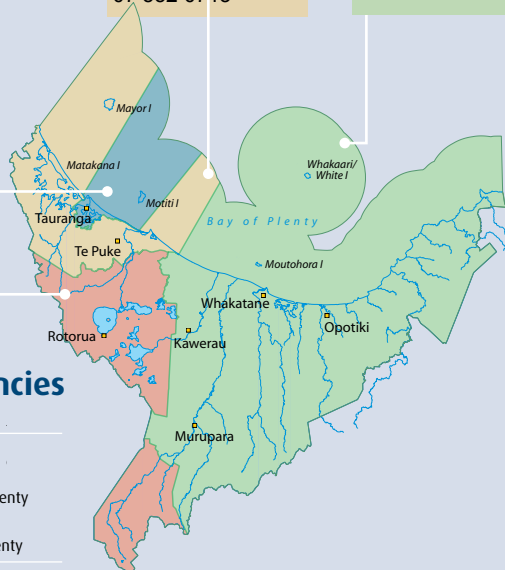 Mayor I
Matakana I
Motiti I
Whakaari/
White I
Bay of Plenty
Tauranga
Te Puke
Moutohora I
Whakatane
Opotiki
Rotorua
Kawerau
Murupara
ncies
enty
enty